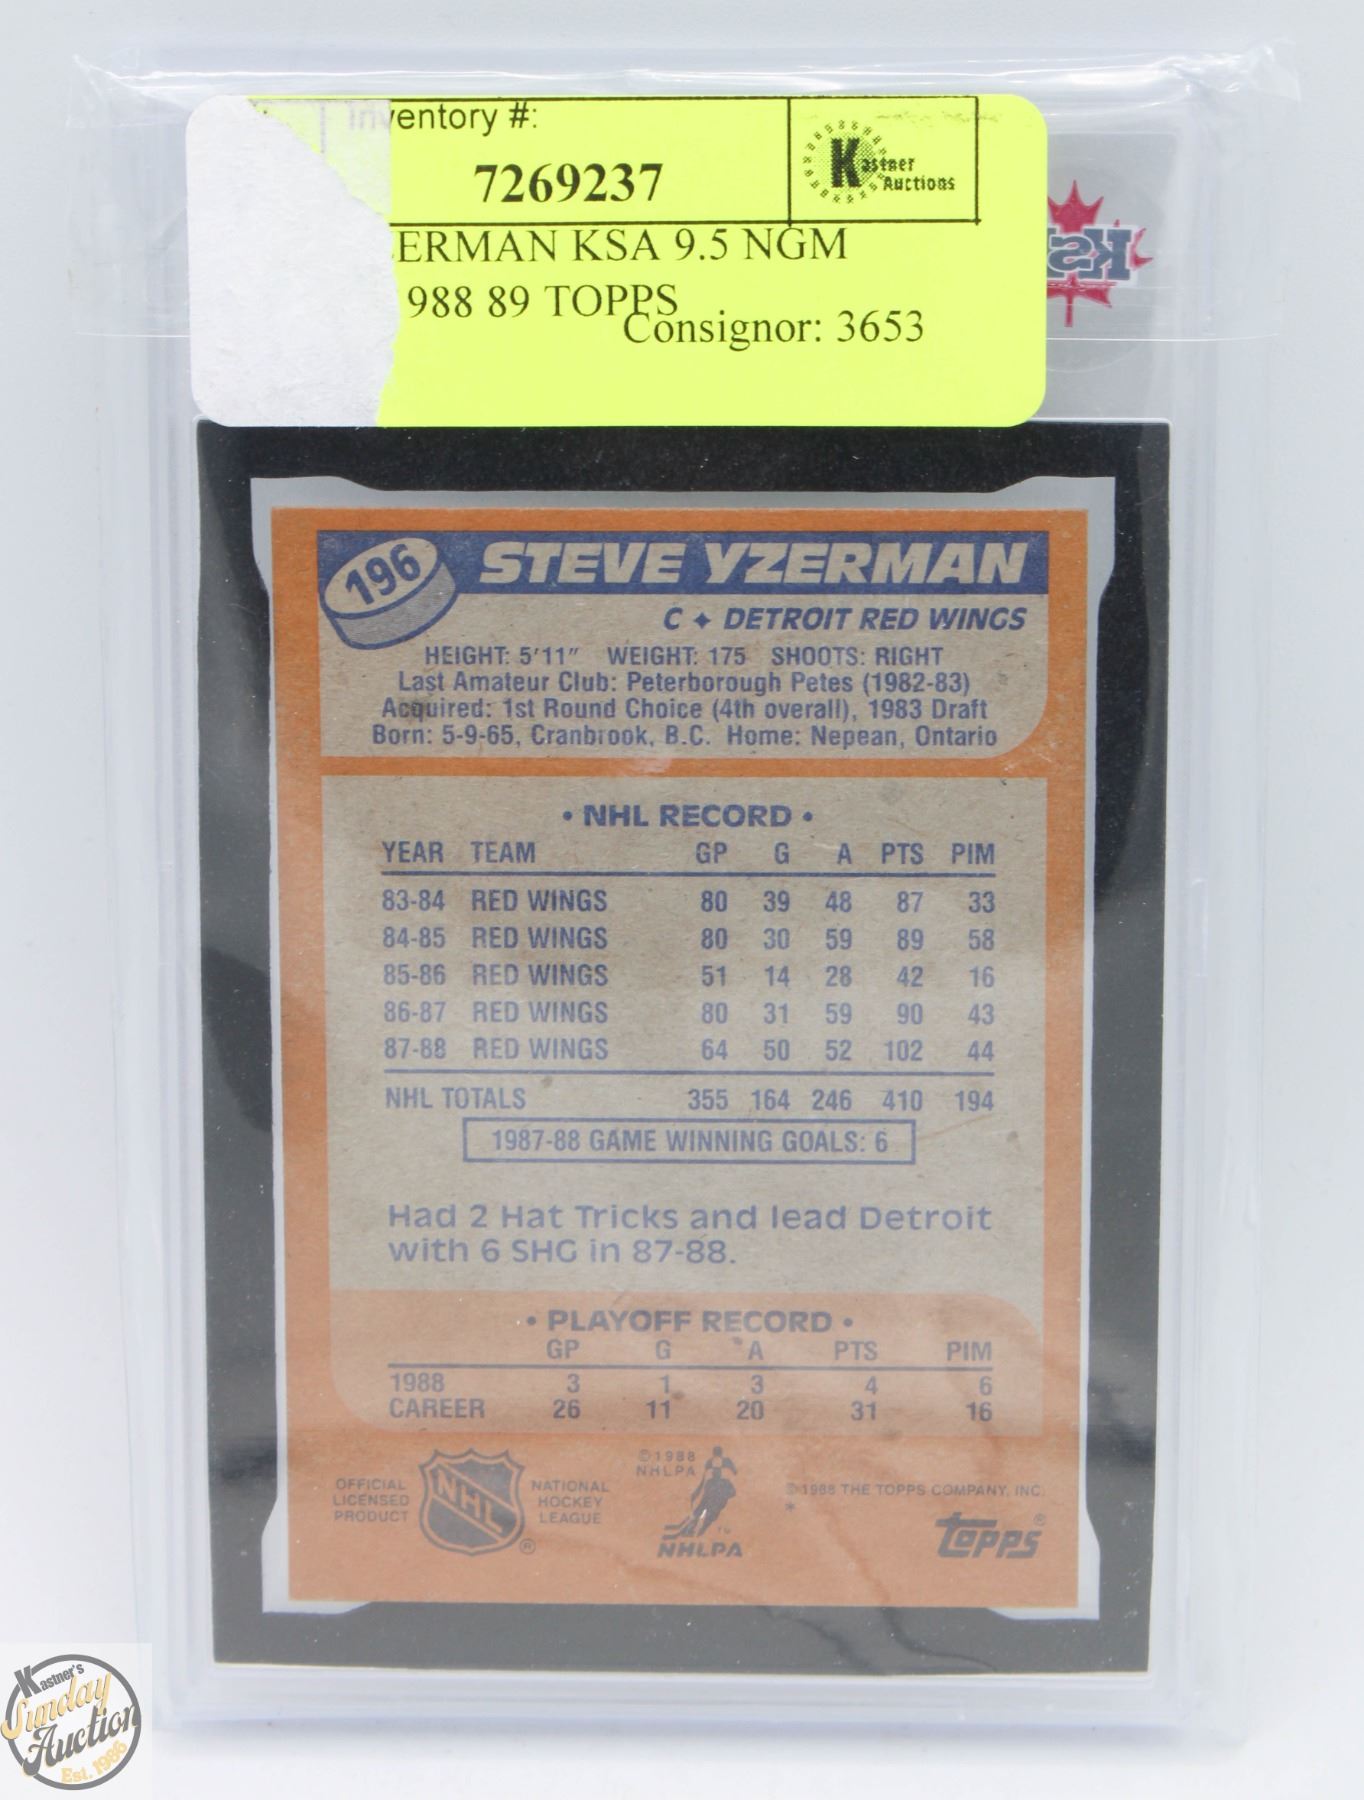 Inventory #:
7269237
Kastner
Auctions
ERMAN KSA 9.5 NGM
988 89 TOPPS
Consignor: 3653
KSA
196
STEVE YZERMAN
C ✦ DETROIT RED WINGS
HEIGHT: 5'11" WEIGHT: 175 SHOOTS: RIGHT
Last Amateur Club: Peterborough Petes (1982-83)
Acquired: 1st Round Choice (4th overall), 1983 Draft
Born: 5-9-65, Cranbrook, B.C. Home: Nepean, Ontario
• NHL RECORD •
YEAR TEAM GP G A PTS PIM
83-84 RED WINGS 80 39 48 87 33
84-85 RED WINGS 80 30 59 89 58
85-86 RED WINGS 51 14 28 42 16
86-87 RED WINGS 80 31 59 90 43
87-88 RED WINGS 64 50 52 102 44
NHL TOTALS 355 164 246 410 194
1987-88 GAME WINNING GOALS: 6
Had 2 Hat Tricks and lead Detroit
with 6 SHG in 87-88.
• PLAYOFF RECORD •
GP G A PTS PIM
1988 3 1 3 4 6
CAREER 26 11 20 31 16
OFFICIAL
LICENSED
PRODUCT
NHL
®
NATIONAL
HOCKEY
LEAGUE
©1988
NHLPA
TM
NHLPA
©1988 THE TOPPS COMPANY, INC.
*
topps®
Kastner's
Sunday
Auction
Est. 1986